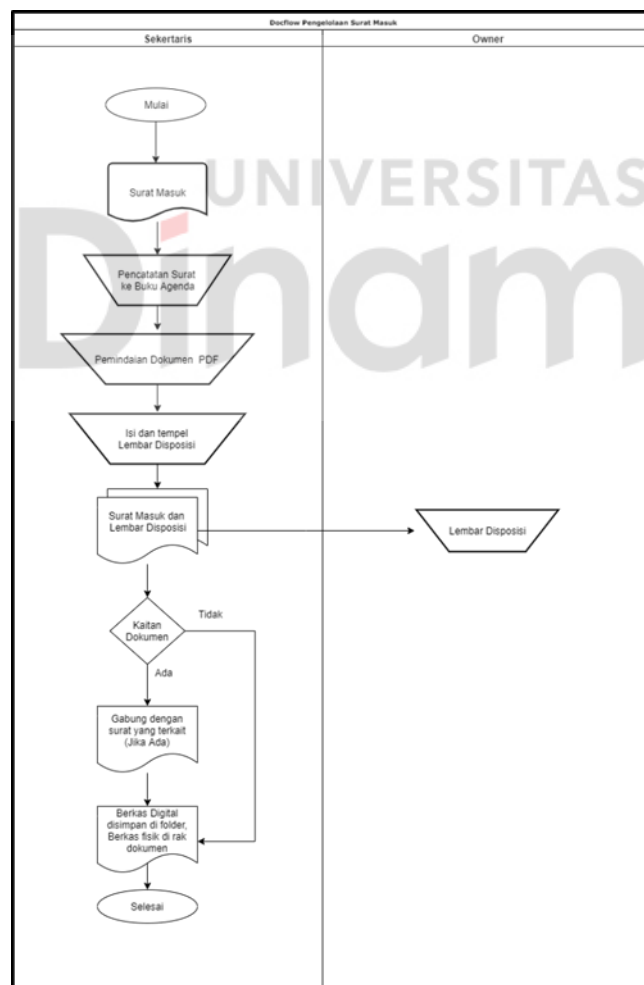 Docflow Pengelolaan Surat Masuk
Sekertaris
Owner
Mulai
UNIVERSITAS
Dinam
Surat Masuk
Pencatatan Surat
ke Buku Agenda
Pemindaian Dokumen PDF
Isi dan tempel
Lembar Disposisi
Surat Masuk dan
Lembar Disposisi
Lembar Disposisi
Kaitan
Dokumen
Tidak
Ada
Gabung dengan
surat yang terkait
(Jika Ada)
Berkas Digital
disimpan di folder,
Berkas fisik di rak
dokumen
Selesai